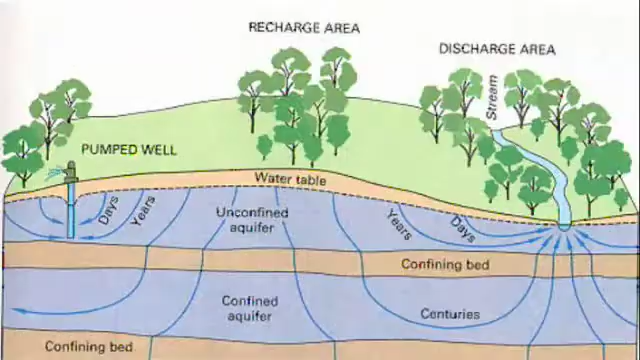 RECHARGE AREA
DISCHARGE AREA
Stream
PUMPED WELL
Water table
Days
Years
Unconfined
aquifer
Years
Days
Confining bed
Confined
aquifer
Centuries
Confining bed